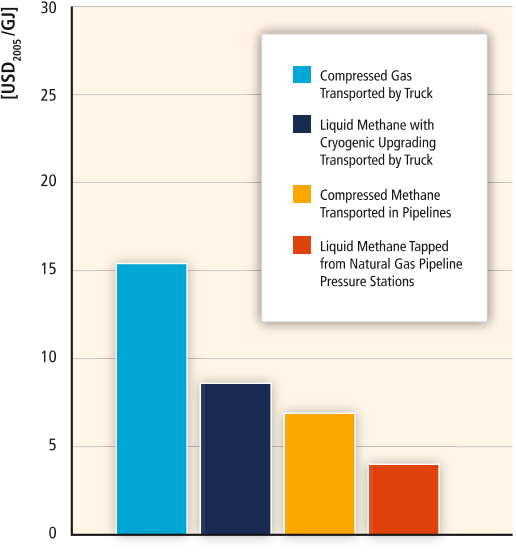 [USD2005/GJ]
30
25
20
15
10
5
0
Compressed Gas
Transported by Truck
Liquid Methane with
Cryogenic Upgrading
Transported by Truck
Compressed Methane
Transported in Pipelines
Liquid Methane Tapped
from Natural Gas Pipeline
Pressure Stations